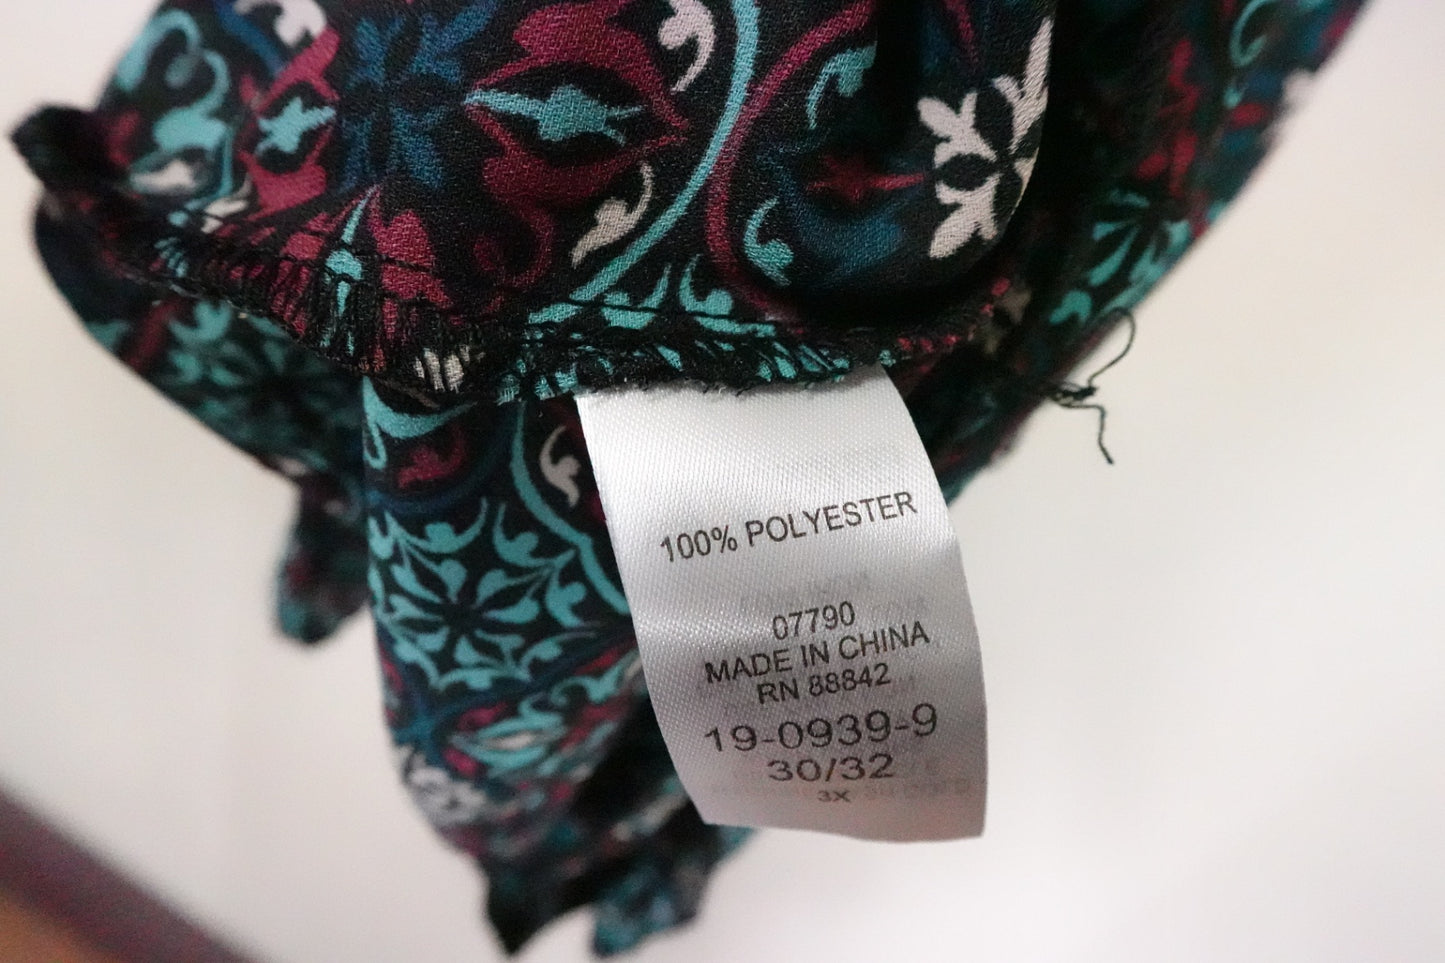 100% POLYESTER
07790
MADE IN CHINA
RN 88842
19-0939-9
30/32
3X